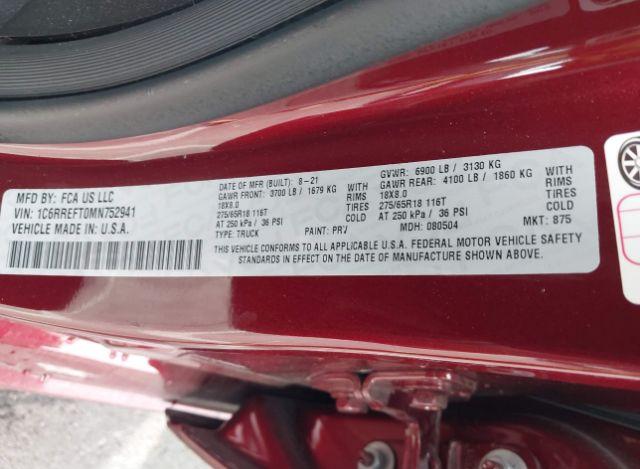 MFD BY: FCA US LLC
VIN: 1C6RREFT0MN752941
VEHICLE MADE IN U.S.A.
DATE OF MFR (BUILT): 8-21
GAWR FRONT: 3700 LB / 1679 KG WITH
18X8.0 TIRES
275/65R18 116T RIMS
AT 250 kPa / 36 PSI COLD
TYPE: TRUCK PAINT: PRV
GVWR: 6900 LB / 3130 KG
GAWR REAR: 4100 LB / 1860 KG WITH
18X8.0 RIMS
275/65R18 116T TIRES
AT 250 kPa / 36 PSI COLD
MDH: 080504 MKT: 875
THIS VEHICLE CONFORMS TO ALL APPLICABLE U.S.A. FEDERAL MOTOR VEHICLE SAFETY
STANDARDS IN EFFECT ON THE DATE OF MANUFACTURE SHOWN ABOVE.